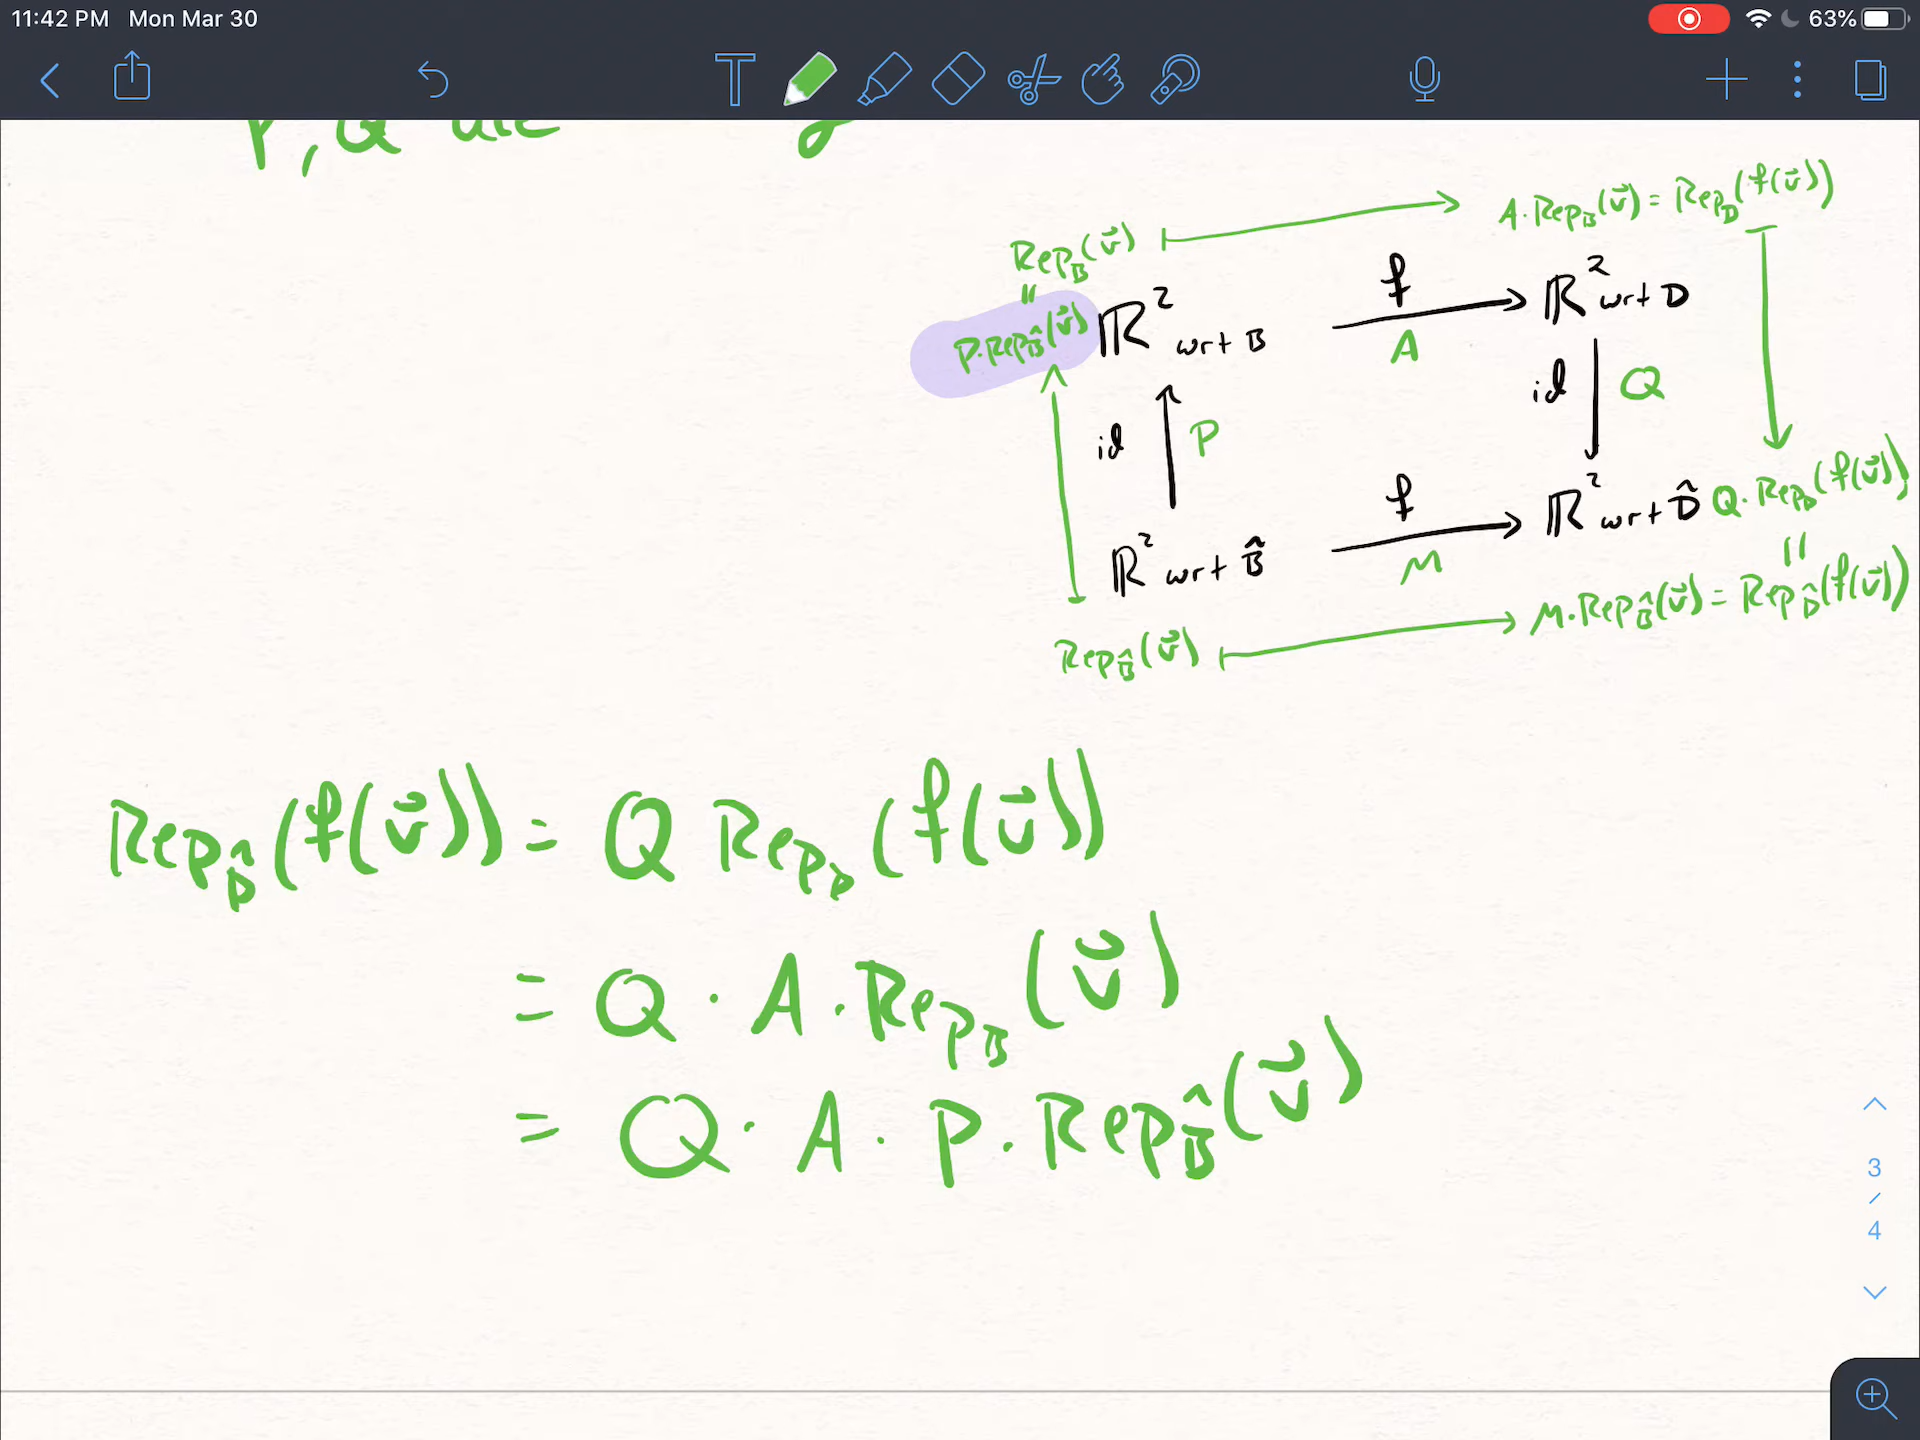 11:42 PM Mon Mar 30 63%
P, Q
A·Rep_B(v⃗) = Rep_D(f(v⃗))
Rep_B(v⃗)
=
P·Rep_B̂(v⃗)
ℝ² wrt B
f
A
ℝ² wrt D
id P
id Q
ℝ² wrt B̂
f
M
ℝ² wrt D̂
Q·Rep_D(f(v⃗))
=
M·Rep_B̂(v⃗) = Rep_D̂(f(v⃗))
Rep_B̂(v⃗)
Rep_D̂(f(v⃗)) = Q Rep_D(f(v⃗))
= Q · A · Rep_B(v⃗)
= Q · A · P · Rep_B̂(v⃗)
3
/
4